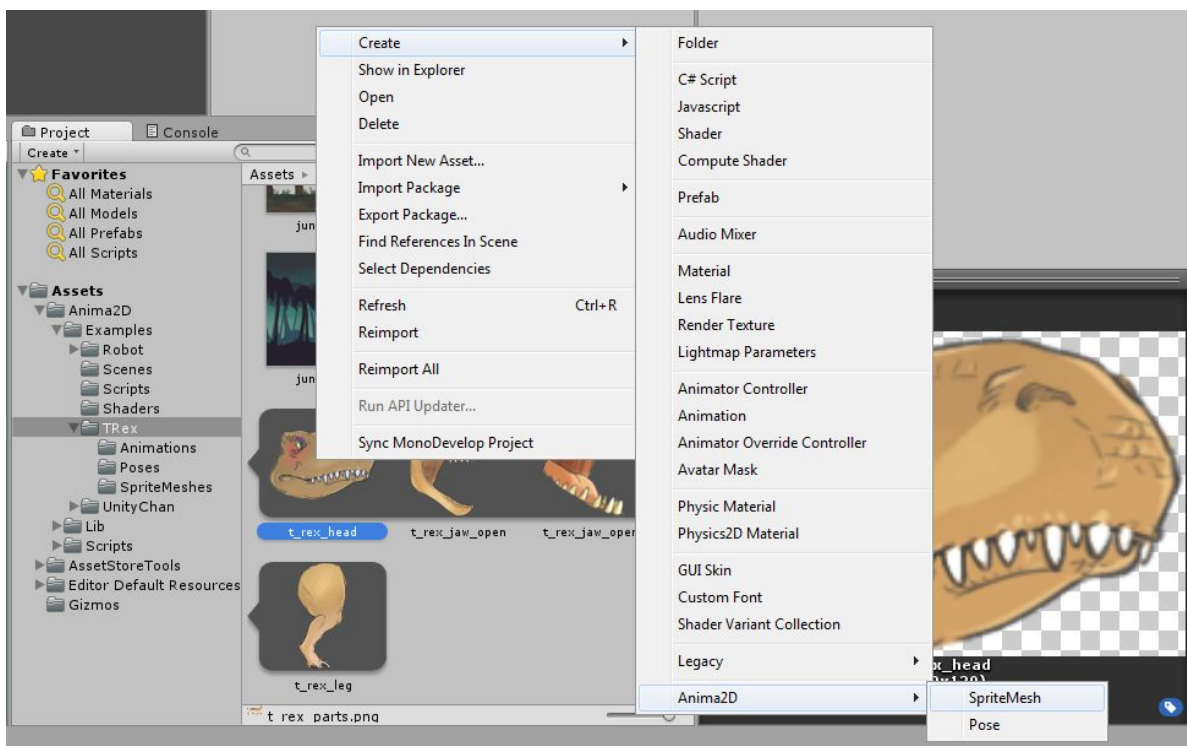 Project
Console
Create
Favorites
All Materials
All Models
All Prefabs
All Scripts
Assets
Anima2D
Examples
Robot
Scenes
Scripts
Shaders
TRex
Animations
Poses
SpriteMeshes
UnityChan
Lib
Scripts
AssetStoreTools
Editor Default Resources
Gizmos
Assets
jun
jun
t_rex_head
t_rex_jaw_open
t_rex_jaw_oper
t_rex_leg
t_rex_parts.png
Create
Show in Explorer
Open
Delete
Import New Asset...
Import Package
Export Package...
Find References In Scene
Select Dependencies
Refresh Ctrl+R
Reimport
Reimport All
Run API Updater...
Sync MonoDevelop Project
Folder
C# Script
Javascript
Shader
Compute Shader
Prefab
Audio Mixer
Material
Lens Flare
Render Texture
Lightmap Parameters
Animator Controller
Animation
Animator Override Controller
Avatar Mask
Physic Material
Physics2D Material
GUI Skin
Custom Font
Shader Variant Collection
Legacy
Anima2D
SpriteMesh
Pose
x_head